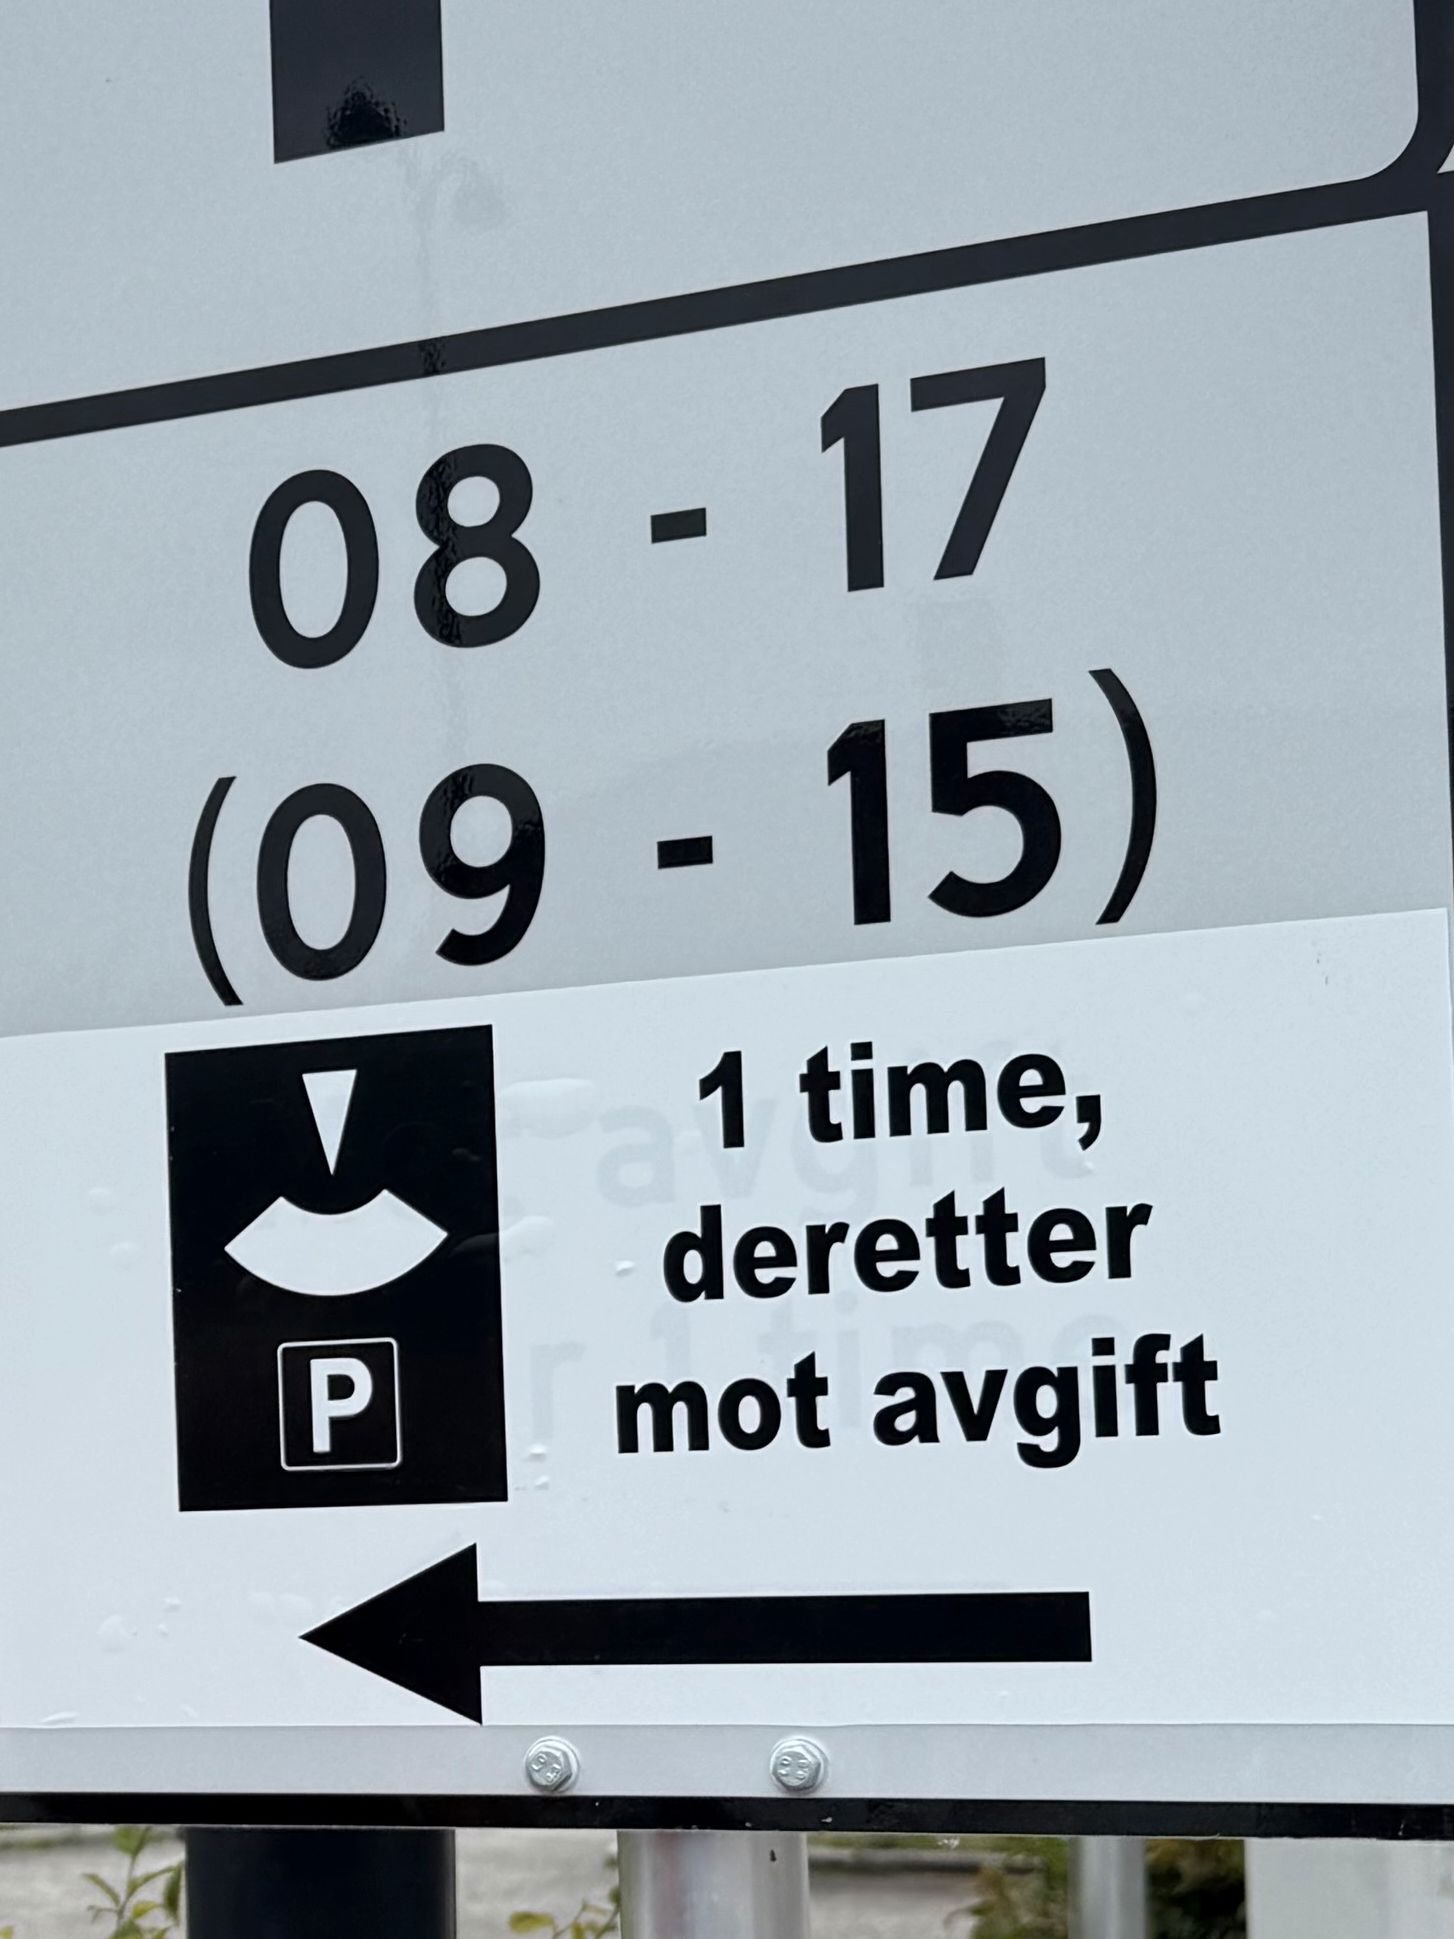 08 - 17
(09 - 15)
1 time,
deretter
mot avgift
P